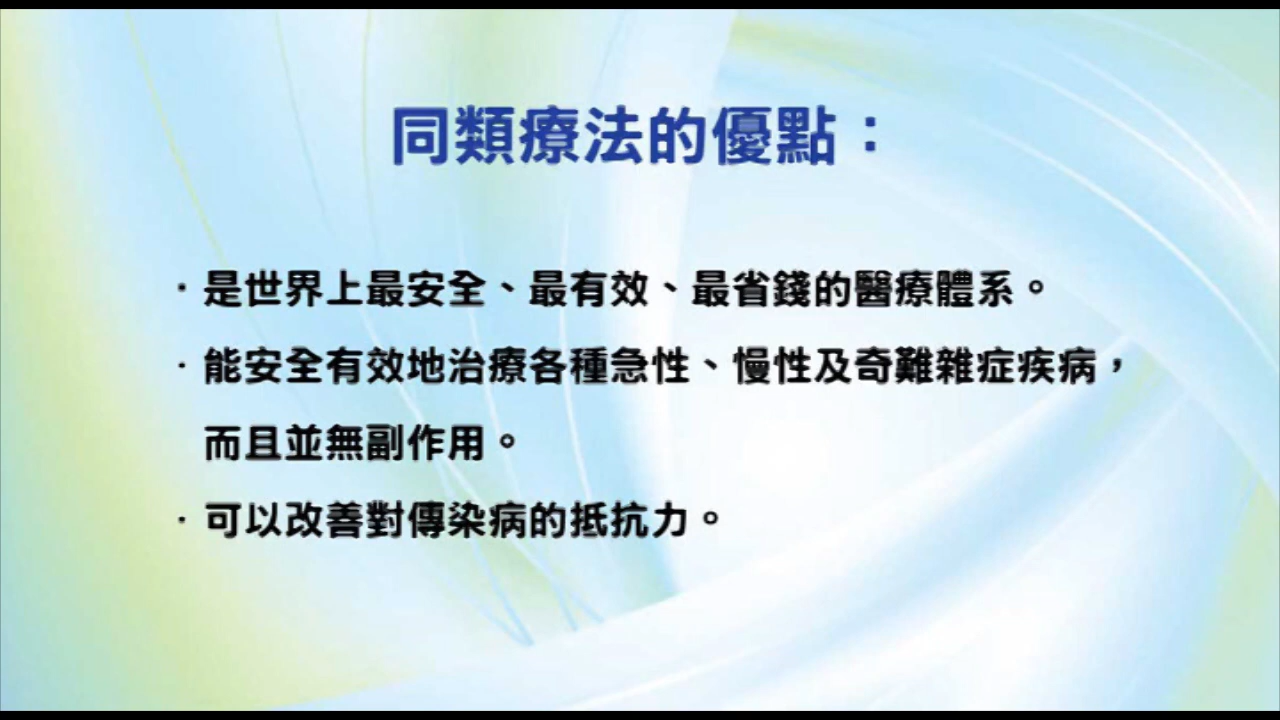 同類療法的優點：
·是世界上最安全、最有效、最省錢的醫療體系。
·能安全有效地治療各種急性、慢性及奇難雜症疾病，
而且並無副作用。
·可以改善對傳染病的抵抗力。